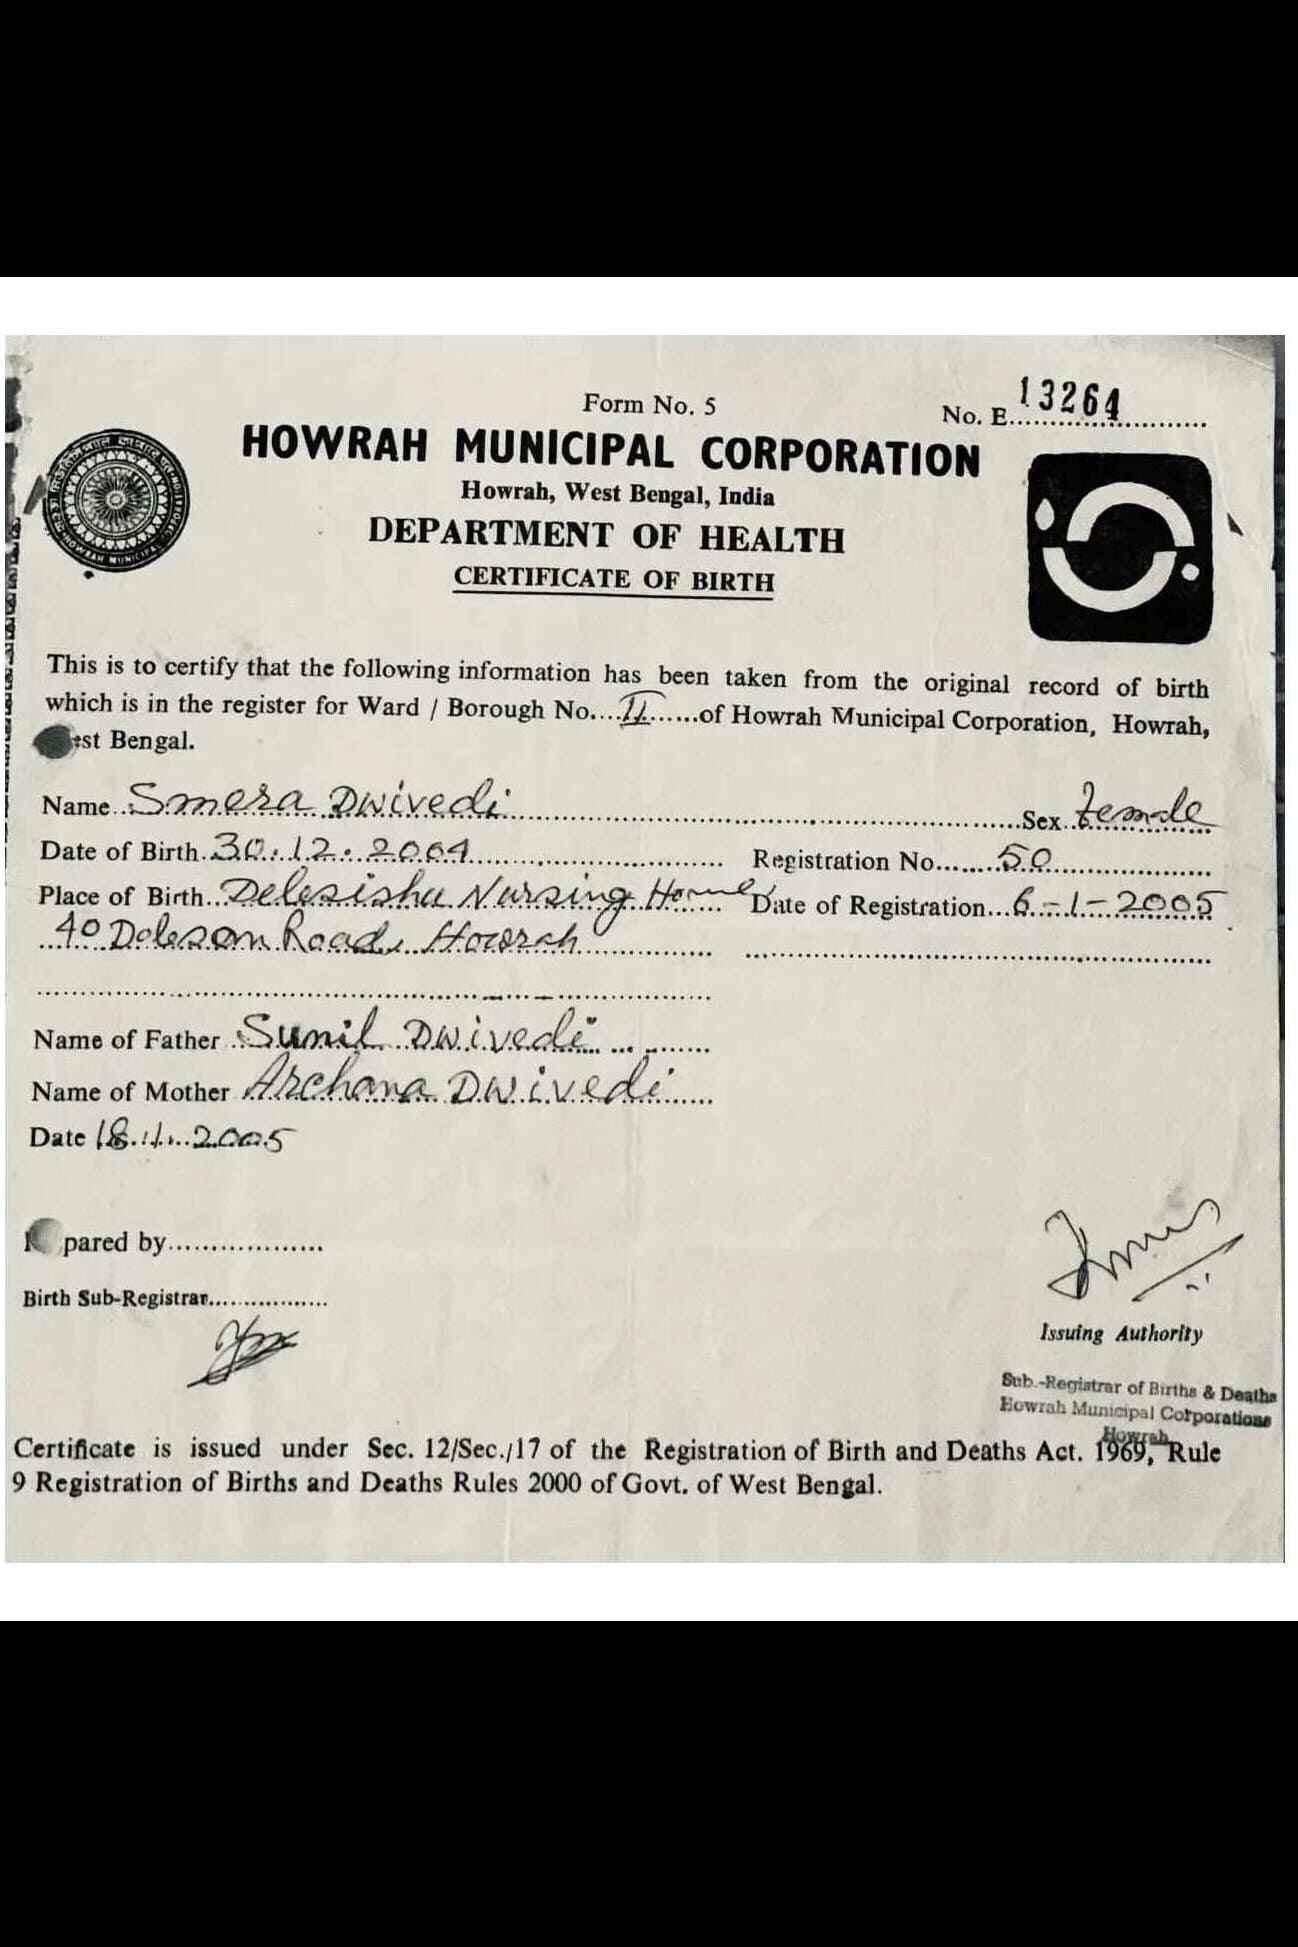 Form No. 5
No. E 13264
HOWRAH MUNICIPAL CORPORATION
Howrah, West Bengal, India
DEPARTMENT OF HEALTH
CERTIFICATE OF BIRTH
This is to certify that the following information has been taken from the original record of birth
which is in the register for Ward / Borough No....II......of Howrah Municipal Corporation, Howrah,
est Bengal.
Name Smera Dwivedi Sex Female
Date of Birth 30.12.2004 Registration No. 50
Place of Birth Nursing Home Date of Registration 6-1-2005
40 Road, Howrah
Name of Father Sunil Dwivedi
Name of Mother Archana Dwivedi
Date 18.1.2005
pared by
Birth Sub-Registrar
Issuing Authority
Sub.-Registrar of Births & Deaths
Howrah Municipal Corporations
Howrah
Certificate is issued under Sec. 12/Sec./17 of the Registration of Birth and Deaths Act. 1969, Rule
9 Registration of Births and Deaths Rules 2000 of Govt. of West Bengal.